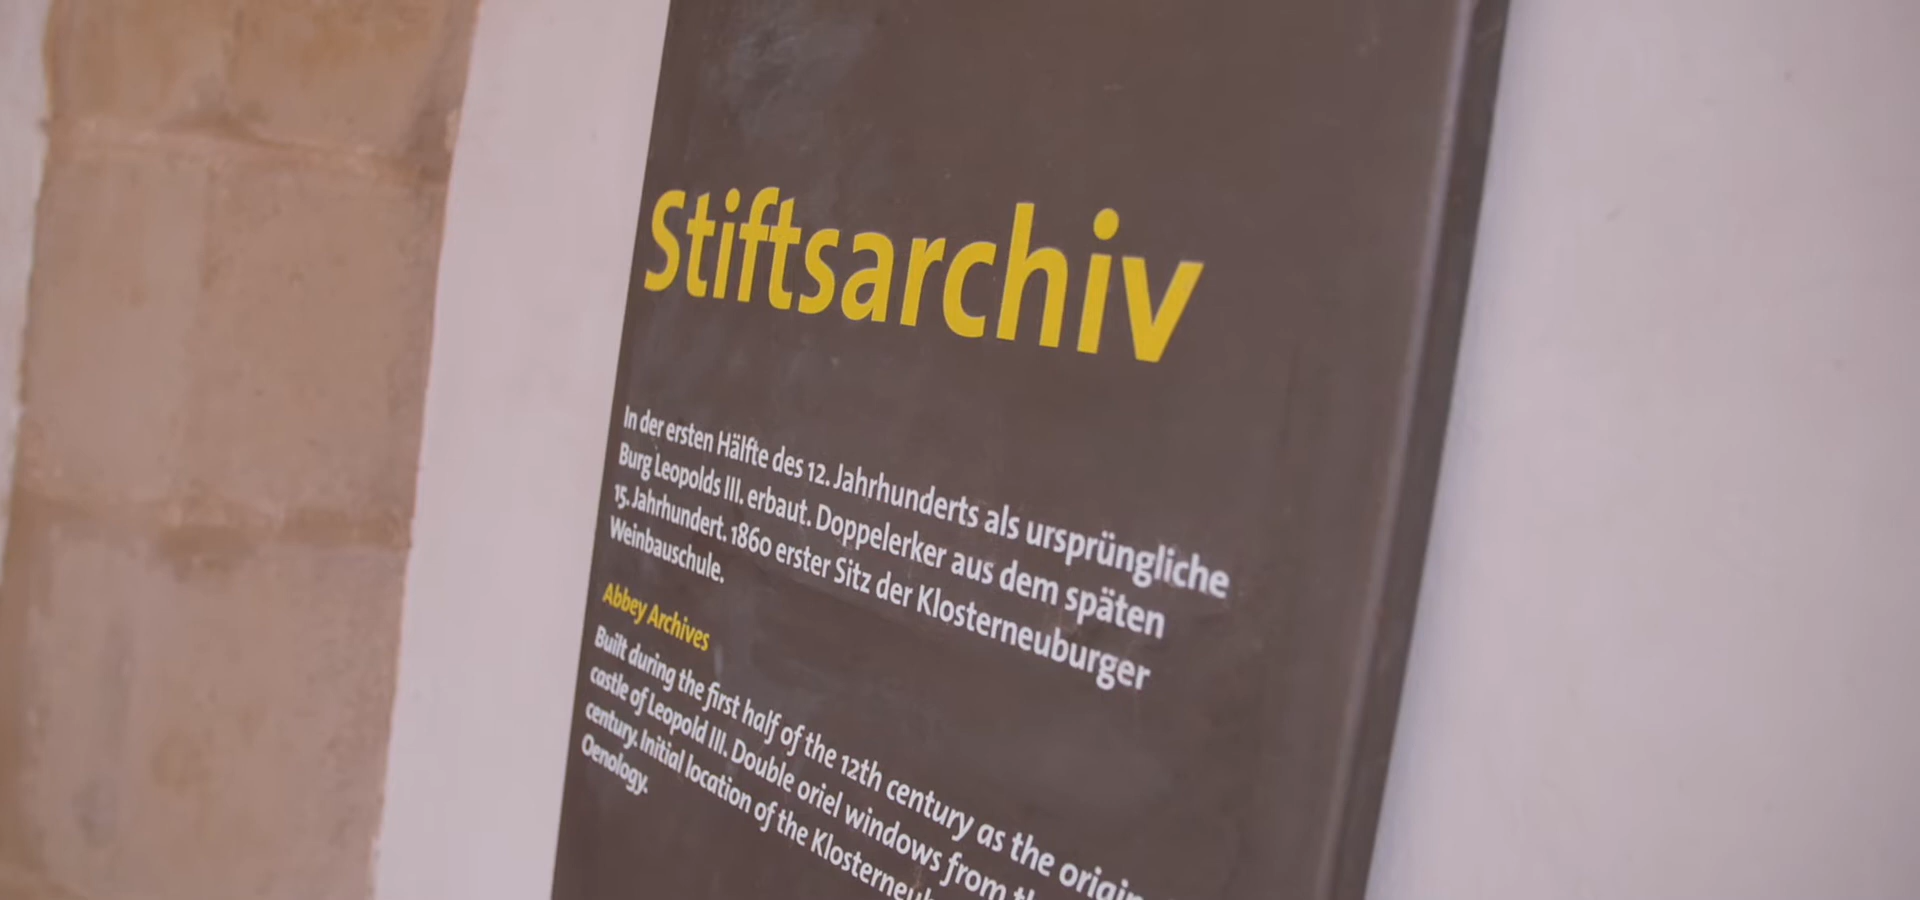 Stiftsarchiv
In der ersten Hälfte des 12. Jahrhunderts als ursprüngliche
Burg Leopolds III. erbaut. Doppelerker aus dem späten
15. Jahrhundert. 1860 erster Sitz der Klosterneuburger
Weinbauschule.
Abbey Archives
Built during the first half of the 12th century as the
castle of Leopold III. Double oriel windows from
century. Initial location of the
Oenology.